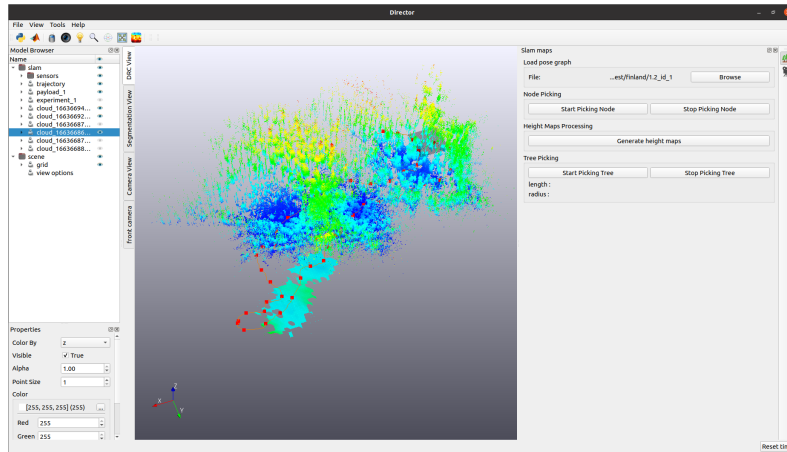 Director
File View Tools Help
Model Browser
Name
slam
sensors
trajectory
payload_1
experiment_1
cloud_16636694...
cloud_16636692...
cloud_16636687...
cloud_16636686...
cloud_16636687...
cloud_16636688...
scene
grid
view options
Properties
Color By z
Visible True
Alpha 1.00
Point Size 1
Color
[255, 255, 255] (255) ...
Red 255
Green 255
DRC View
Segmentation View
Camera View
front camera
Z
X
Y
Slam maps
Load pose graph
File: ...est/finland/1.2_id_1 Browse
Node Picking
Start Picking Node Stop Picking Node
Height Maps Processing
Generate height maps
Tree Picking
Start Picking Tree Stop Picking Tree
length :
radius :
Reset tim